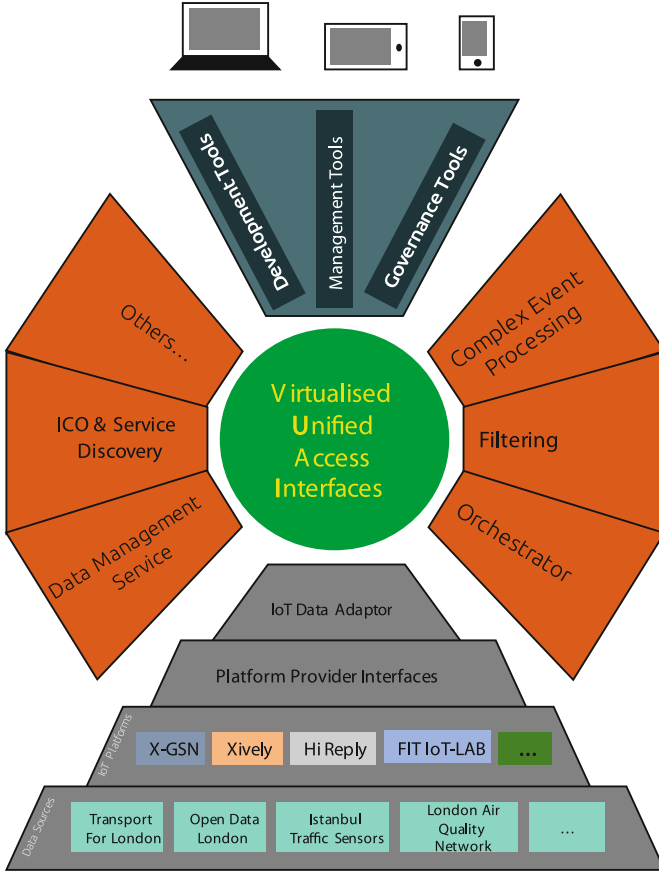 Development Tools
Management Tools
Governance Tools
Others...
ICO & Service
Discovery
Data Management
Service
Virtualised
Unified
Access
Interfaces
Complex Event
Processing
Filtering
Orchestrator
IoT Data Adaptor
Platform Provider Interfaces
IoT Platforms
X-GSN
Xively
Hi Reply
FIT IoT-LAB
...
Data Sources
Transport
For London
Open Data
London
Istanbul
Traffic Sensors
London Air
Quality
Network
...